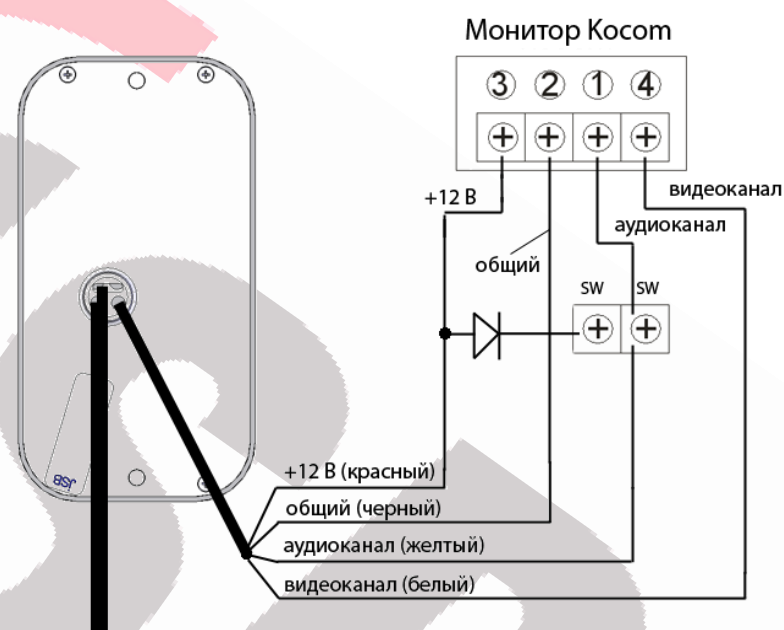 Монитор Kocom
3 2 1 4
+12 В
видеоканал
аудиоканал
общий
SW SW
+12 В (красный)
JSB
общий (черный)
аудиоканал (желтый)
видеоканал (белый)